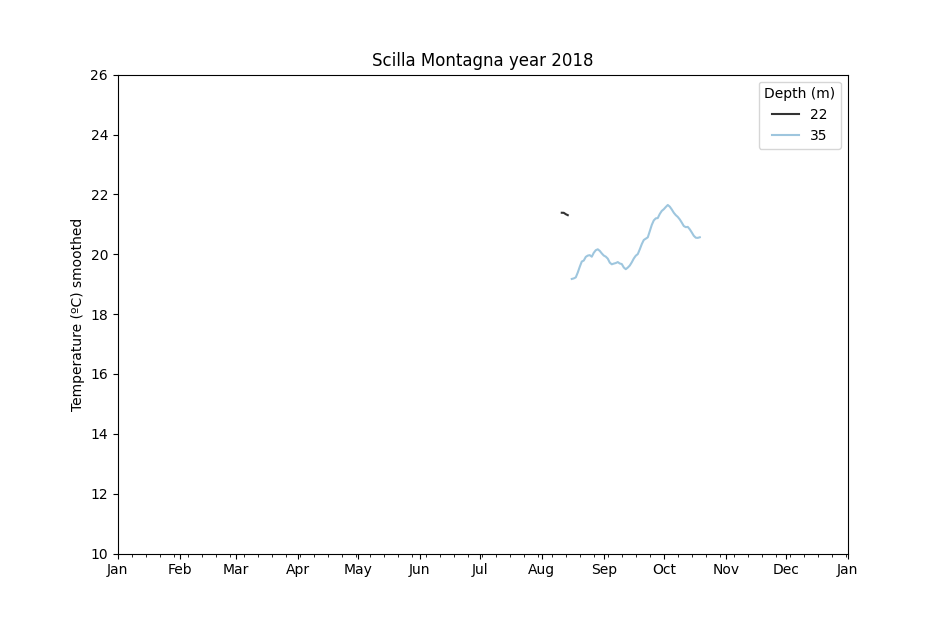 Scilla Montagna year 2018
Depth (m)
22
35
Temperature (ºC) smoothed
26
24
22
20
18
16
14
12
10
Jan Feb Mar Apr May Jun Jul Aug Sep Oct Nov Dec Jan